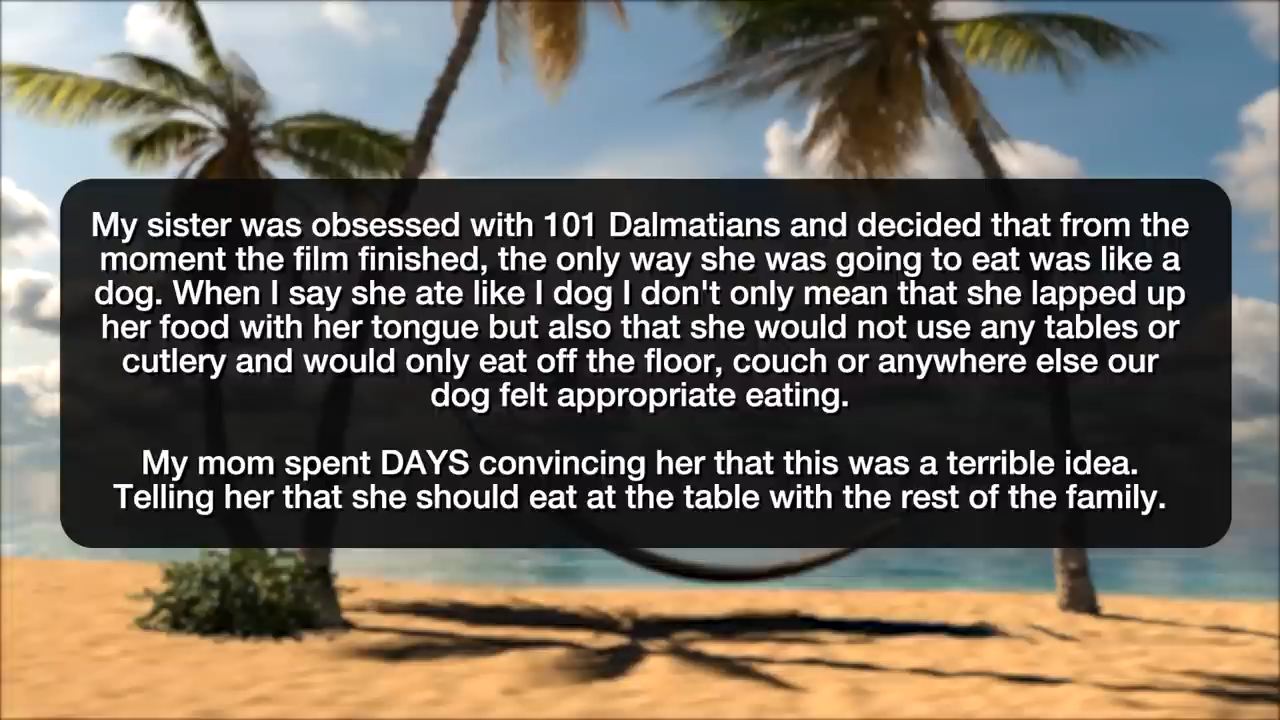 My sister was obsessed with 101 Dalmatians and decided that from the
moment the film finished, the only way she was going to eat was like a
dog. When I say she ate like I dog I don't only mean that she lapped up
her food with her tongue but also that she would not use any tables or
cutlery and would only eat off the floor, couch or anywhere else our
dog felt appropriate eating.
My mom spent DAYS convincing her that this was a terrible idea.
Telling her that she should eat at the table with the rest of the family.